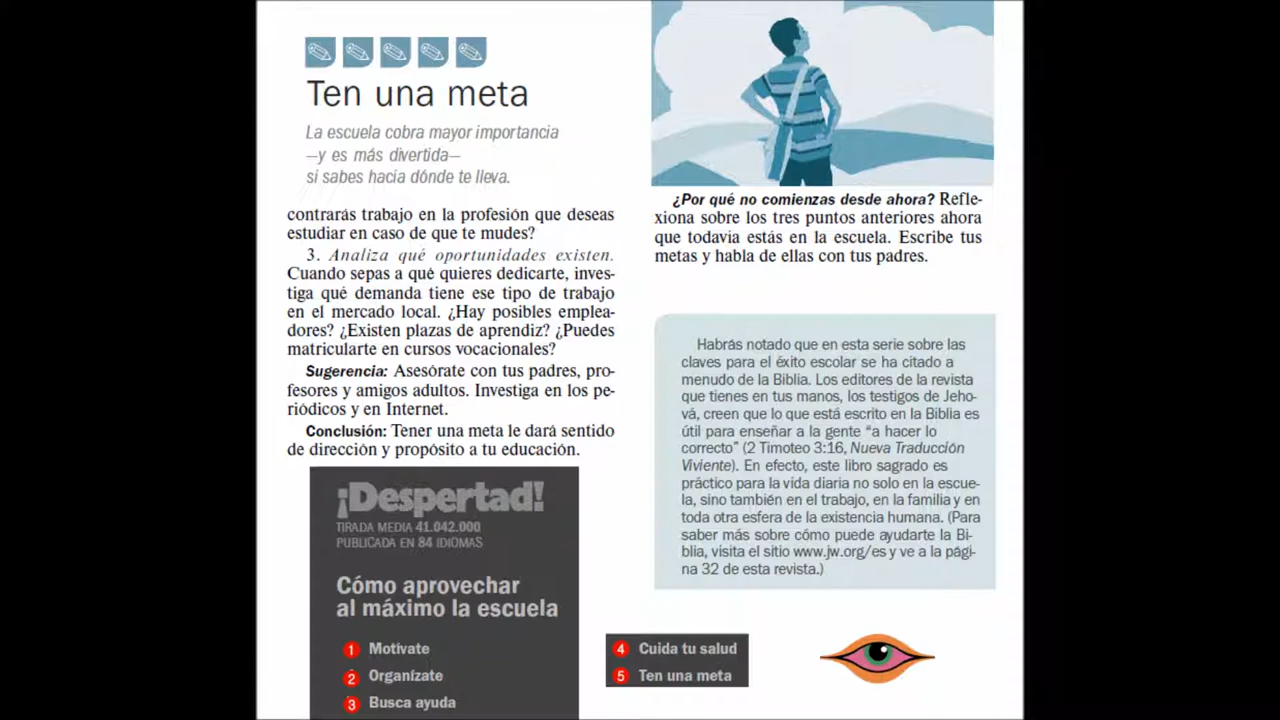 Ten una meta
La escuela cobra mayor importancia
—y es más divertida—
si sabes hacia dónde te lleva.
contrarás trabajo en la profesión que deseas
estudiar en caso de que te mudes?
3. Analiza qué oportunidades existen.
Cuando sepas a qué quieres dedicarte, inves-
tiga qué demanda tiene ese tipo de trabajo
en el mercado local. ¿Hay posibles emplea-
dores? ¿Existen plazas de aprendiz? ¿Puedes
matricularte en cursos vocacionales?
Sugerencia: Asesórate con tus padres, pro-
fesores y amigos adultos. Investiga en los pe-
riódicos y en Internet.
Conclusión: Tener una meta le dará sentido
de dirección y propósito a tu educación.
¿Por qué no comienzas desde ahora? Refle-
xiona sobre los tres puntos anteriores ahora
que todavía estás en la escuela. Escribe tus
metas y habla de ellas con tus padres.
Habrás notado que en esta serie sobre las
claves para el éxito escolar se ha citado a
menudo de la Biblia. Los editores de la revista
que tienes en tus manos, los testigos de Jeho-
vá, creen que lo que está escrito en la Biblia es
útil para enseñar a la gente “a hacer lo
correcto” (2 Timoteo 3:16, Nueva Traducción
Viviente). En efecto, este libro sagrado es
práctico para la vida diaria no solo en la escue-
la, sino también en el trabajo, en la familia y en
toda otra esfera de la existencia humana. (Para
saber más sobre cómo puede ayudarte la Bi-
blia, visita el sitio www.jw.org/es y ve a la pági-
na 32 de esta revista.)
¡Despertad!
TIRADA MEDIA 41.042.000
PUBLICADA EN 84 IDIOMAS
Cómo aprovechar
al máximo la escuela
1 Motívate
2 Organízate
3 Busca ayuda
4 Cuida tu salud
5 Ten una meta